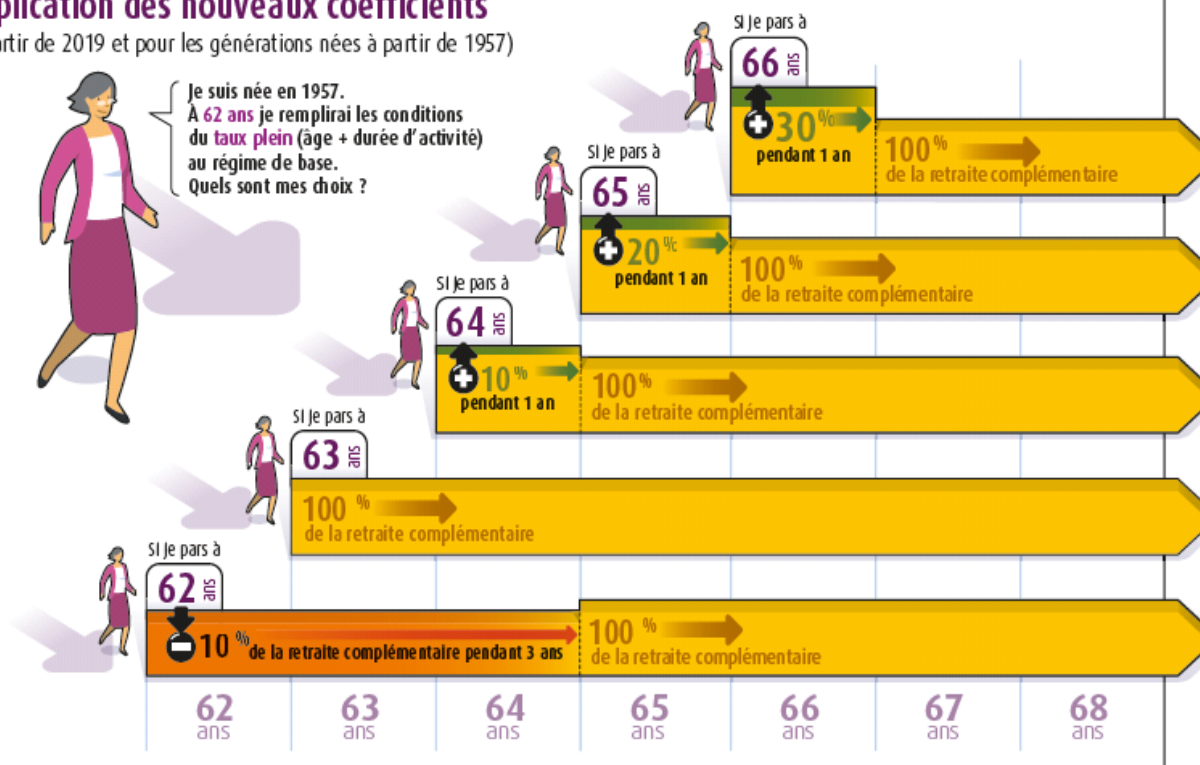 plication des nouveaux coefficients
artir de 2019 et pour les générations nées à partir de 1957)
Je suis née en 1957.
À 62 ans je remplirai les conditions
du taux plein (âge + durée d'activité)
au régime de base.
Quels sont mes choix ?
Si je pars à
66 ans
+ 30 %
pendant 1 an
100 %
de la retraite complémentaire
Si je pars à
65 ans
+ 20 %
pendant 1 an
100 %
de la retraite complémentaire
Si je pars à
64 ans
+ 10 %
pendant 1 an
100 %
de la retraite complémentaire
Si je pars à
63 ans
100 %
de la retraite complémentaire
Si je pars à
62 ans
- 10 % de la retraite complémentaire pendant 3 ans
100 %
de la retraite complémentaire
62 63 64 65 66 67 68
ans ans ans ans ans ans ans